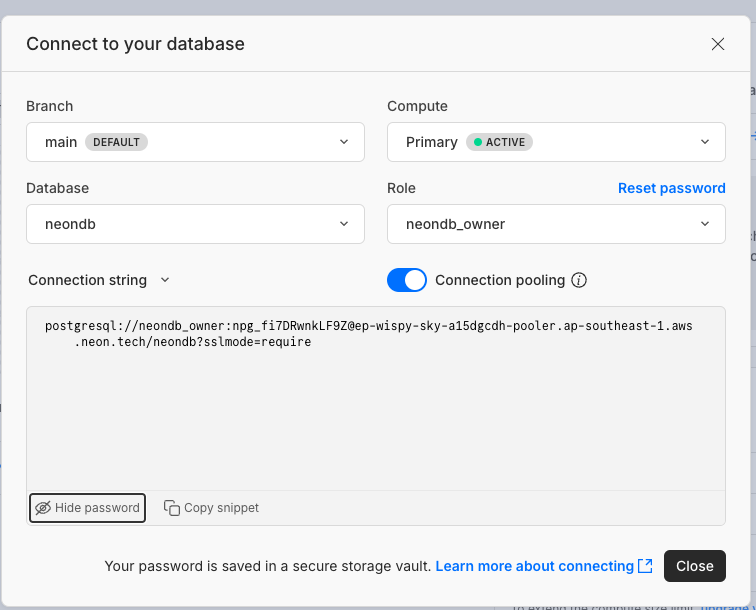 Connect to your database
Branch
Compute
main DEFAULT
Primary ACTIVE
Database
Role
Reset password
neondb
neondb_owner
Connection string
Connection pooling
postgresql://neondb_owner:npg_fi7DRwnkLF9Z@ep-wispy-sky-a15dgcdh-pooler.ap-southeast-1.aws
.neon.tech/neondb?sslmode=require
Hide password
Copy snippet
Your password is saved in a secure storage vault. Learn more about connecting
Close